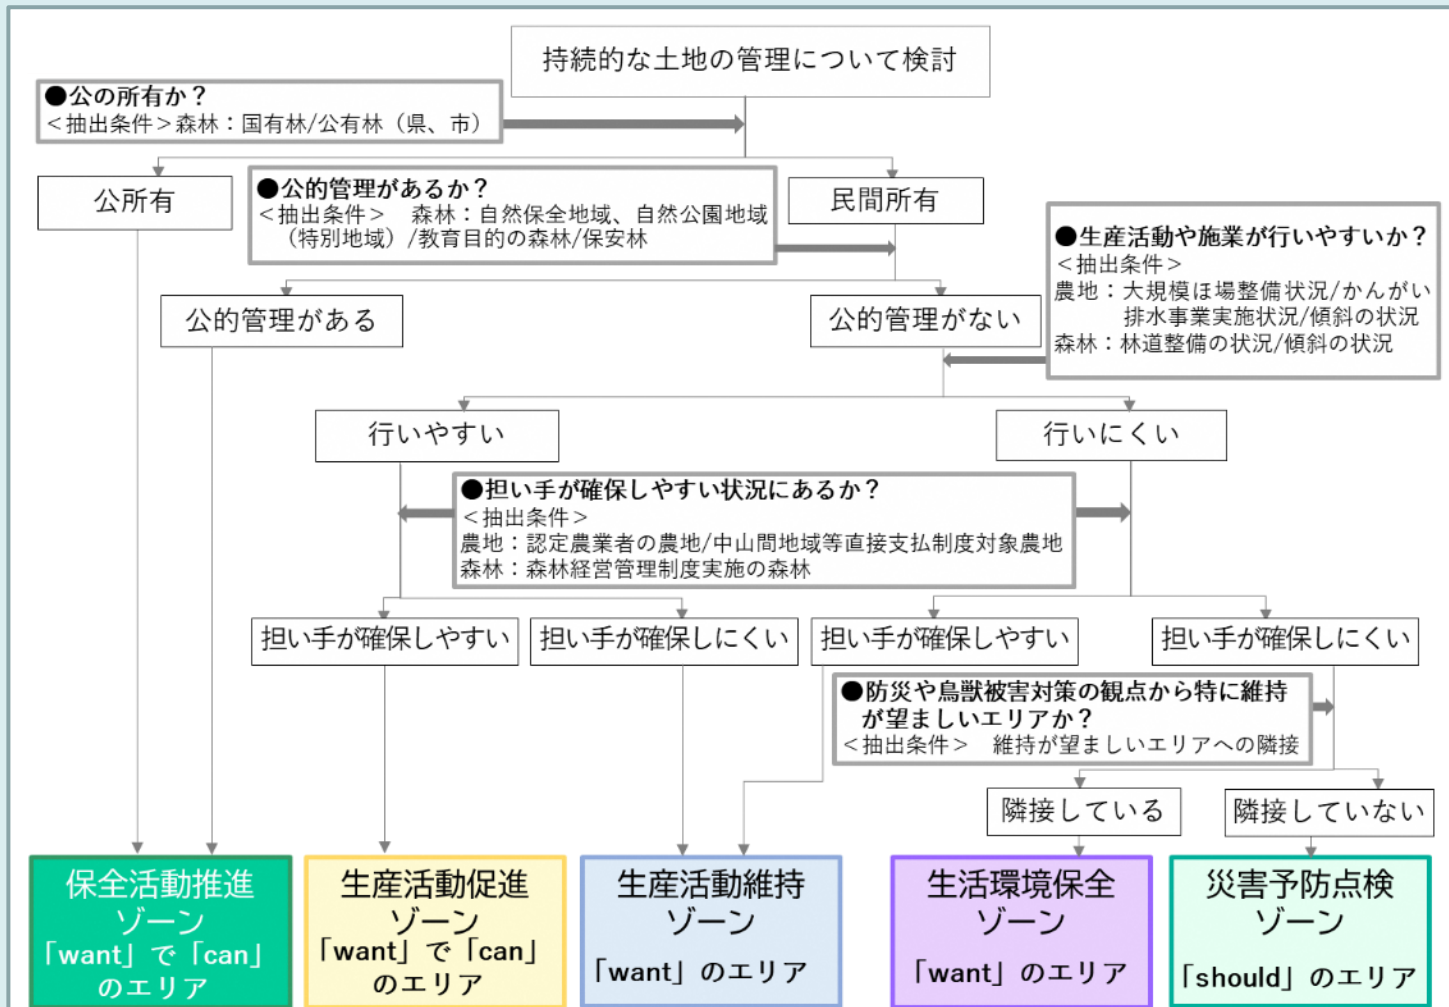 持続的な土地の管理について検討
●公の所有か？
＜抽出条件＞森林：国有林/公有林（県、市）
公所有
●公的管理があるか？
＜抽出条件＞　森林：自然保全地域、自然公園地域
（特別地域）/教育目的の森林/保安林
民間所有
●生産活動や施業が行いやすいか？
＜抽出条件＞
農地：大規模ほ場整備状況/かんがい
排水事業実施状況/傾斜の状況
森林：林道整備の状況/傾斜の状況
公的管理がある
公的管理がない
行いやすい
行いにくい
●担い手が確保しやすい状況にあるか？
＜抽出条件＞
農地：認定農業者の農地/中山間地域等直接支払制度対象農地
森林：森林経営管理制度実施の森林
担い手が確保しやすい
担い手が確保しにくい
担い手が確保しやすい
担い手が確保しにくい
●防災や鳥獣被害対策の観点から特に維持
が望ましいエリアか？
＜抽出条件＞　維持が望ましいエリアへの隣接
隣接している
隣接していない
保全活動推進
ゾーン
「want」で「can」
のエリア
生産活動促進
ゾーン
「want」で「can」
のエリア
生産活動維持
ゾーン
「want」のエリア
生活環境保全
ゾーン
「want」のエリア
災害予防点検
ゾーン
「should」のエリア